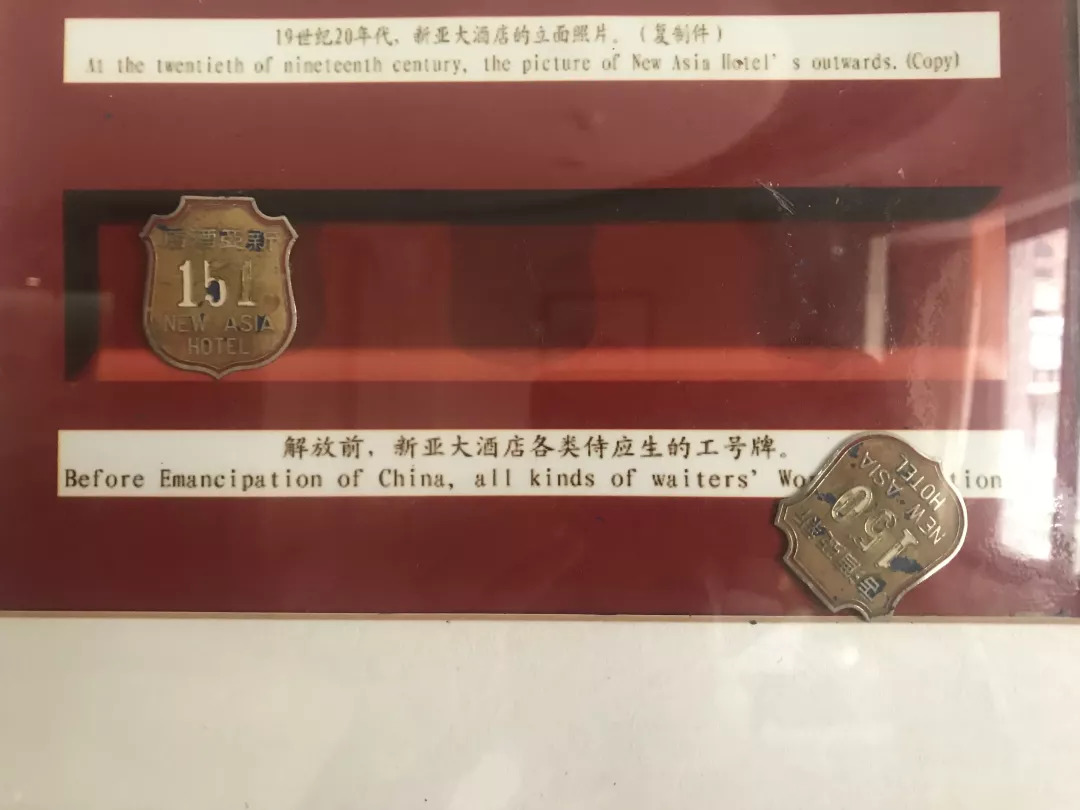 19世纪20年代、新亚大酒店的立面照片。(复制件)
At the twentieth of nineteenth century, the picture of New Asia Hotel's outwards.(Copy)
店酒亞新
151
NEW ASIA
HOTEL
解放前，新亚大酒店各类侍应生的工号牌。
Before Emancipation of China, all kinds of waiters'
NEW·ASIA
HOTEL